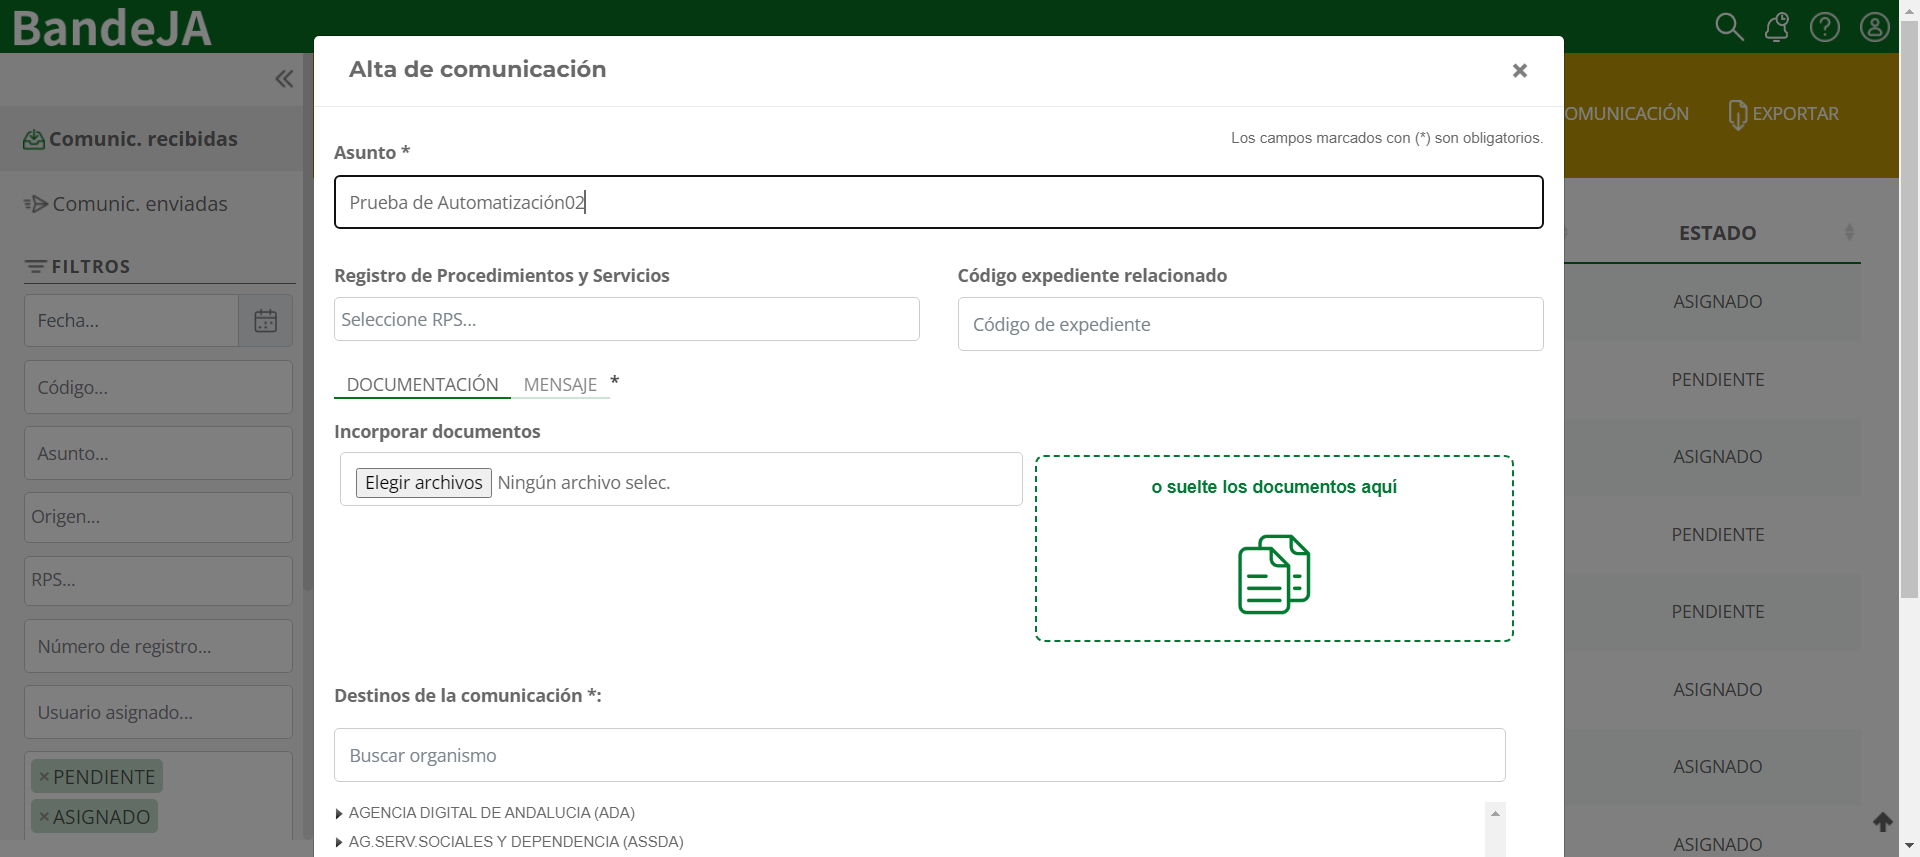 BandeJA
Comunic. recibidas
Comunic. enviadas
FILTROS
Fecha...
Código...
Asunto...
Origen...
RPS...
Número de registro...
Usuario asignado...
×PENDIENTE
×ASIGNADO
Alta de comunicación
×
Los campos marcados con (*) son obligatorios.
Asunto *
Prueba de Automatización02
Registro de Procedimientos y Servicios
Código expediente relacionado
Seleccione RPS...
Código de expediente
DOCUMENTACIÓN MENSAJE *
Incorporar documentos
Elegir archivos Ningún archivo selec.
o suelte los documentos aquí
Destinos de la comunicación *:
Buscar organismo
AGENCIA DIGITAL DE ANDALUCIA (ADA)
AG.SERV.SOCIALES Y DEPENDENCIA (ASSDA)
OMUNICACIÓN
EXPORTAR
ESTADO
ASIGNADO
PENDIENTE
ASIGNADO
PENDIENTE
PENDIENTE
ASIGNADO
ASIGNADO
ASIGNADO